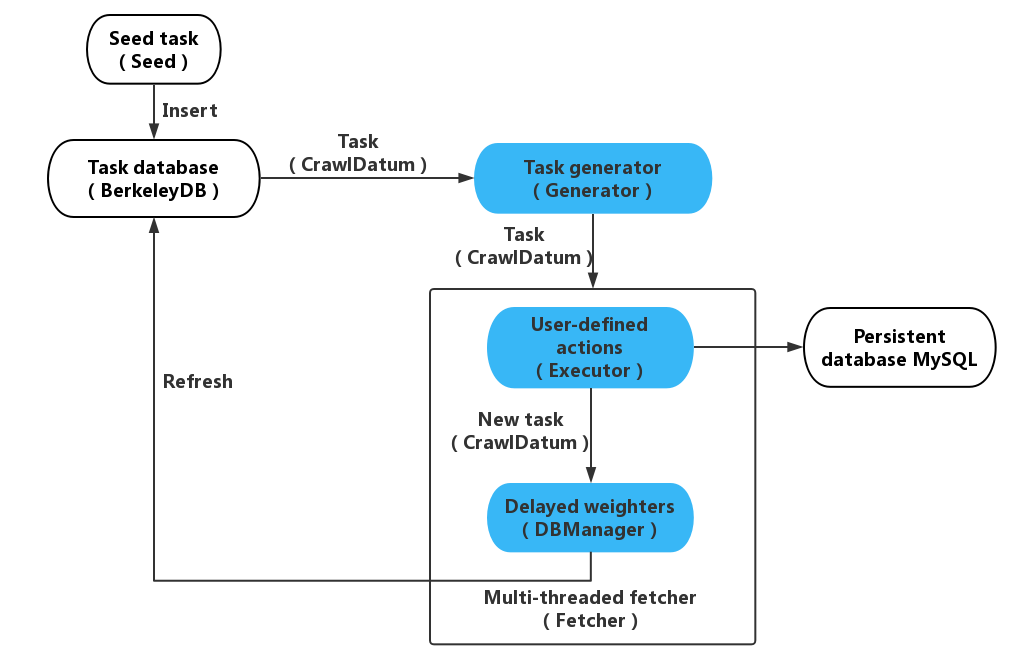 Seed task
( Seed )
Insert
Task database
( BerkeleyDB )
Task
( CrawlDatum )
Task generator
( Generator )
Task
( CrawlDatum )
User-defined
actions
( Executor )
Persistent
database MySQL
Refresh
New task
( CrawlDatum )
Delayed weighters
( DBManager )
Multi-threaded fetcher
( Fetcher )